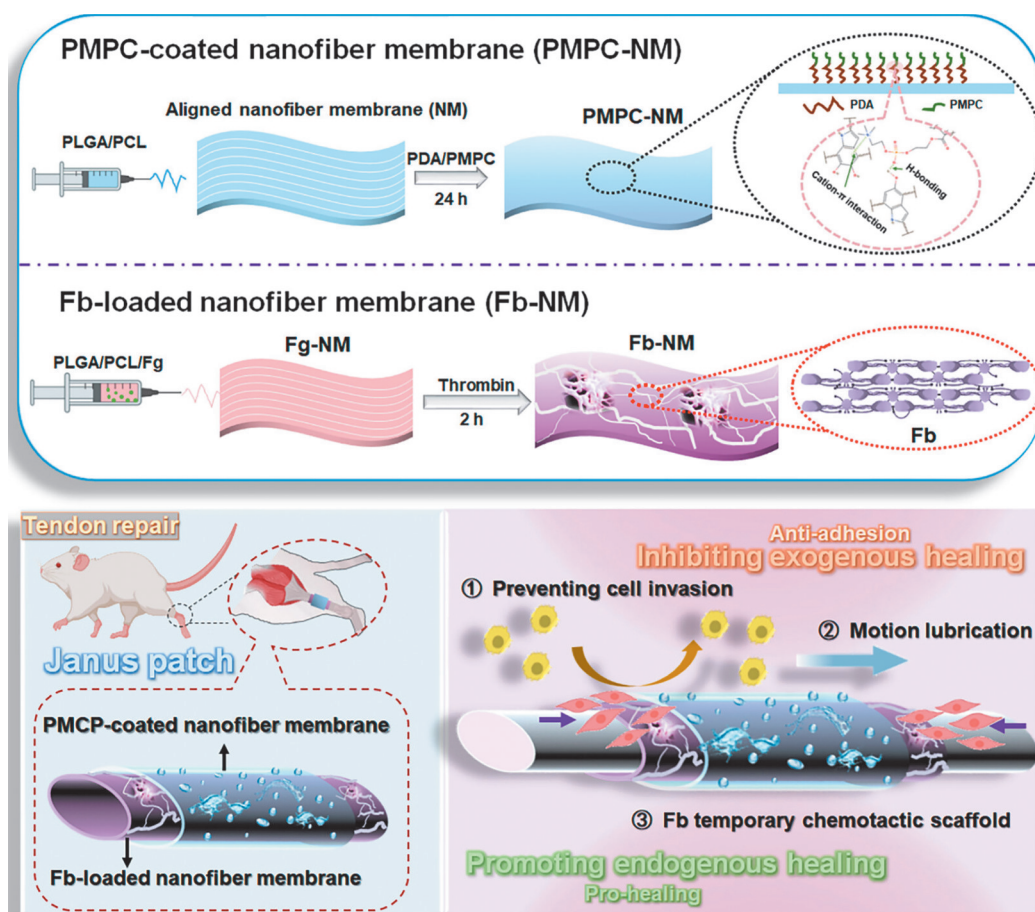 PMPC-coated nanofiber membrane (PMPC-NM)
Aligned nanofiber membrane (NM)
PLGA/PCL
PDA/PMPC
24 h
PMPC-NM
PDA
PMPC
Cation-π interaction
H-bonding
Fb-loaded nanofiber membrane (Fb-NM)
PLGA/PCL/Fg
Fg-NM
Thrombin
2 h
Fb-NM
Fb
Tendon repair
Janus patch
PMCP-coated nanofiber membrane
Fb-loaded nanofiber membrane
Anti-adhesion
Inhibiting exogenous healing
① Preventing cell invasion
② Motion lubrication
③ Fb temporary chemotactic scaffold
Promoting endogenous healing
Pro-healing